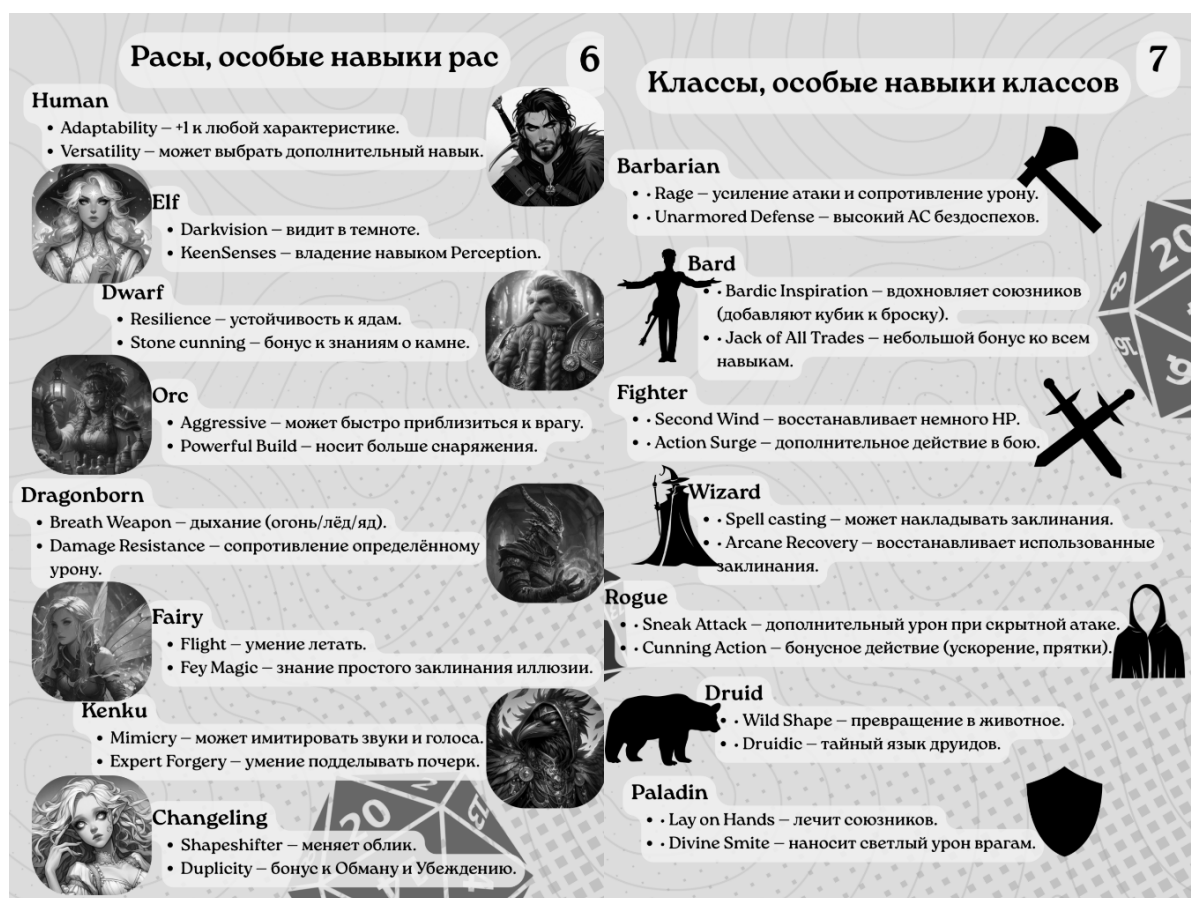 Расы, особые навыки рас
6
Human
• Adaptability – +1 к любой характеристике.
• Versatility – может выбрать дополнительный навык.
Elf
• Darkvision – видит в темноте.
• KeenSenses – владение навыком Perception.
Dwarf
• Resilience – устойчивость к ядам.
• Stone cunning – бонус к знаниям о камне.
Orc
• Aggressive – может быстро приблизиться к врагу.
• Powerful Build – носит больше снаряжения.
Dragonborn
• Breath Weapon – дыхание (огонь/лёд/яд).
• Damage Resistance – сопротивление определённому
урону.
Fairy
• Flight – умение летать.
• Fey Magic – знание простого заклинания иллюзии.
Kenku
• Mimicry – может имитировать звуки и голоса.
• Expert Forgery – умение подделывать почерк.
Changeling
• Shapeshifter – меняет облик.
• Duplicity – бонус к Обману и Убеждению.
20
13
4
7
Классы, особые навыки классов
Barbarian
• · Rage – усиление атаки и сопротивление урону.
• · Unarmored Defense – высокий AC бездоспехов.
Bard
• · Bardic Inspiration – вдохновляет союзников
(добавляют кубик к броску).
• · Jack of All Trades – небольшой бонус ко всем
навыкам.
Fighter
• · Second Wind – восстанавливает немного HP.
• · Action Surge – дополнительное действие в бою.
Wizard
• · Spell casting – может накладывать заклинания.
• · Arcane Recovery – восстанавливает использованные
заклинания.
Rogue
• · Sneak Attack – дополнительный урон при скрытной атаке.
• · Cunning Action – бонусное действие (ускорение, прятки).
Druid
• · Wild Shape – превращение в животное.
• · Druidic – тайный язык друидов.
Paladin
• · Lay on Hands – лечит союзников.
• · Divine Smite – наносит светлый урон врагам.
20
8
16